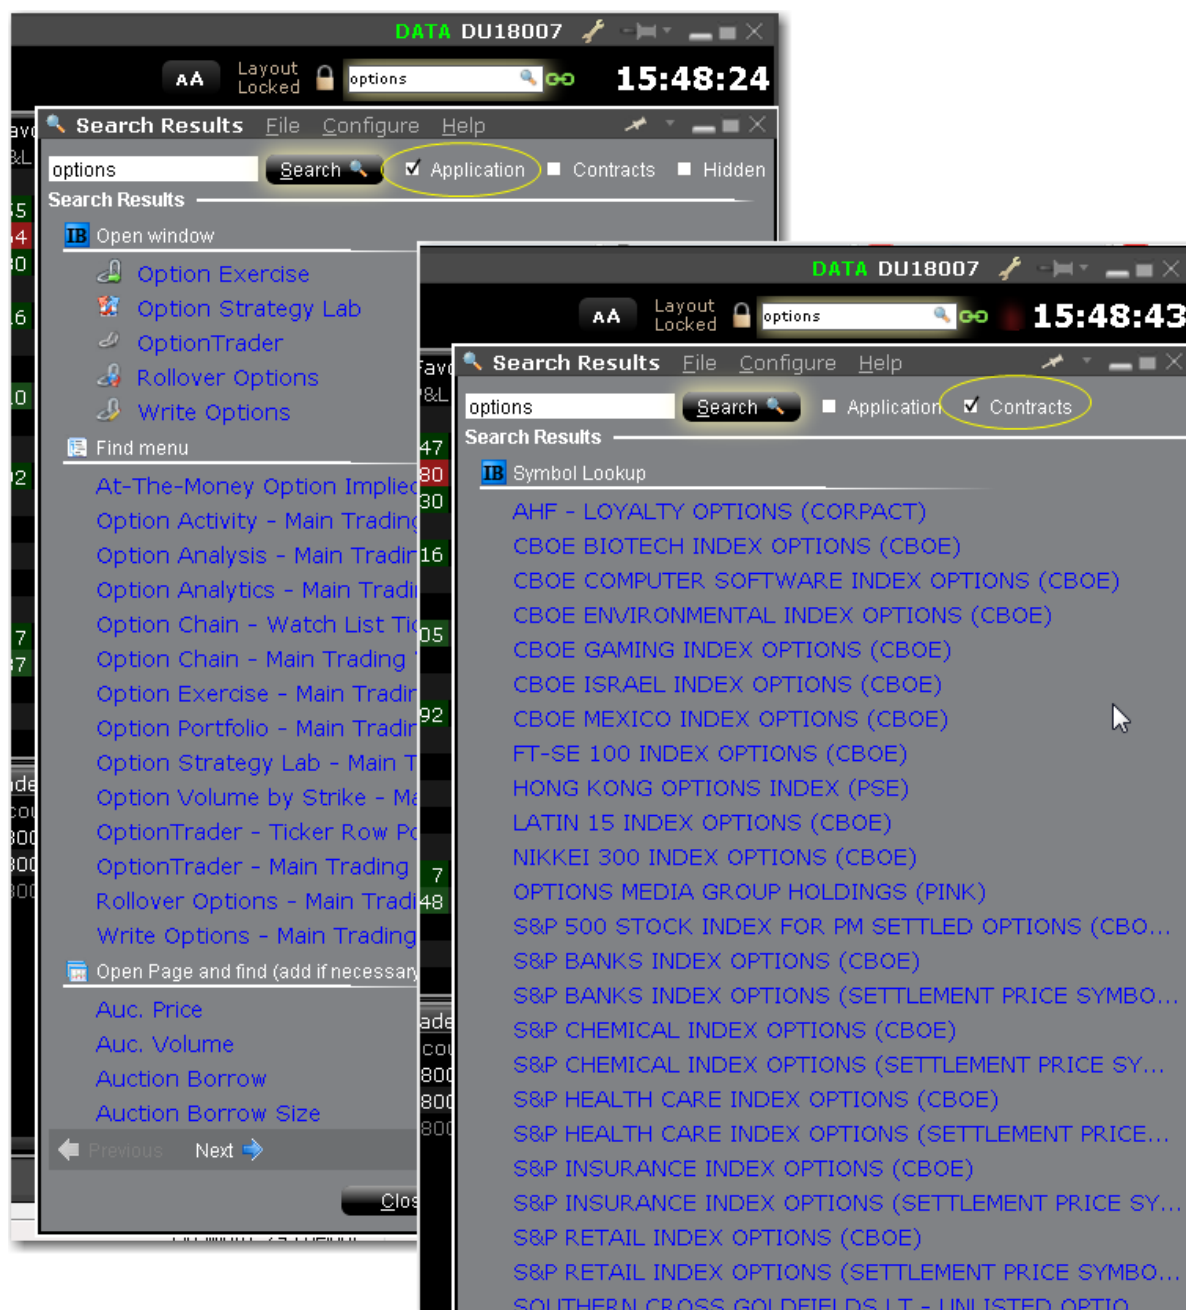 DATA DU18007
AA Layout Locked options 15:48:24
Search Results File Configure Help
options Search Application Contracts Hidden
Search Results
IB Open window
Option Exercise
Option Strategy Lab
OptionTrader
Rollover Options
Write Options
Find menu
At-The-Money Option Implied
Option Activity - Main Trading
Option Analysis - Main Tradin
Option Analytics - Main Tradi
Option Chain - Watch List Tic
Option Chain - Main Trading
Option Exercise - Main Tradin
Option Portfolio - Main Tradin
Option Strategy Lab - Main T
Option Volume by Strike - Ma
OptionTrader - Ticker Row Po
OptionTrader - Main Trading
Rollover Options - Main Tradi
Write Options - Main Trading
Open Page and find (add if necessary
Auc. Price
Auc. Volume
Auction Borrow
Auction Borrow Size
Previous Next
Clos
DATA DU18007
AA Layout Locked options 15:48:43
Search Results File Configure Help
options Search Application Contracts
Search Results
IB Symbol Lookup
AHF - LOYALTY OPTIONS (CORPACT)
CBOE BIOTECH INDEX OPTIONS (CBOE)
CBOE COMPUTER SOFTWARE INDEX OPTIONS (CBOE)
CBOE ENVIRONMENTAL INDEX OPTIONS (CBOE)
CBOE GAMING INDEX OPTIONS (CBOE)
CBOE ISRAEL INDEX OPTIONS (CBOE)
CBOE MEXICO INDEX OPTIONS (CBOE)
FT-SE 100 INDEX OPTIONS (CBOE)
HONG KONG OPTIONS INDEX (PSE)
LATIN 15 INDEX OPTIONS (CBOE)
NIKKEI 300 INDEX OPTIONS (CBOE)
OPTIONS MEDIA GROUP HOLDINGS (PINK)
S&P 500 STOCK INDEX FOR PM SETTLED OPTIONS (CBO...
S&P BANKS INDEX OPTIONS (CBOE)
S&P BANKS INDEX OPTIONS (SETTLEMENT PRICE SYMBO...
S&P CHEMICAL INDEX OPTIONS (CBOE)
S&P CHEMICAL INDEX OPTIONS (SETTLEMENT PRICE SY...
S&P HEALTH CARE INDEX OPTIONS (CBOE)
S&P HEALTH CARE INDEX OPTIONS (SETTLEMENT PRICE...
S&P INSURANCE INDEX OPTIONS (CBOE)
S&P INSURANCE INDEX OPTIONS (SETTLEMENT PRICE SY...
S&P RETAIL INDEX OPTIONS (CBOE)
S&P RETAIL INDEX OPTIONS (SETTLEMENT PRICE SYMBO...
SOUTHERN CROSS GOLDFIELDS LT - UNLISTED OPTIO